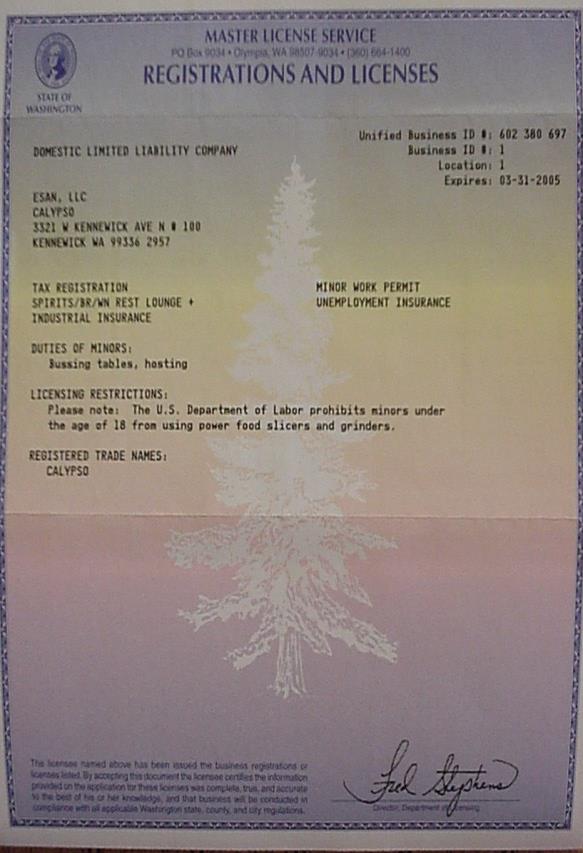 MASTER LICENSE SERVICE
PO Box 9034 • Olympia, WA 98507-9034 • (360) 664-1400
REGISTRATIONS AND LICENSES
STATE OF
WASHINGTON
Unified Business ID #: 602 380 697
DOMESTIC LIMITED LIABILITY COMPANY
Business ID #: 1
Location: 1
Expires: 03-31-2005
ESAN, LLC
CALYPSO
3321 W KENNEWICK AVE N # 100
KENNEWICK WA 99336 2957
TAX REGISTRATION
SPIRITS/BR/WN REST LOUNGE +
INDUSTRIAL INSURANCE
MINOR WORK PERMIT
UNEMPLOYMENT INSURANCE
DUTIES OF MINORS:
Bussing tables, hosting
LICENSING RESTRICTIONS:
Please note: The U.S. Department of Labor prohibits minors under
the age of 18 from using power food slicers and grinders.
REGISTERED TRADE NAMES:
CALYPSO
The licensee named above has been issued the business registrations or
licenses listed. By accepting this document the licensee certifies the information
provided on the application for these licenses was complete, true, and accurate
to the best of his or her knowledge, and that business will be conducted in
compliance with all applicable Washington state, county, and city regulations.
Fred Stephens
Director, Department of Licensing